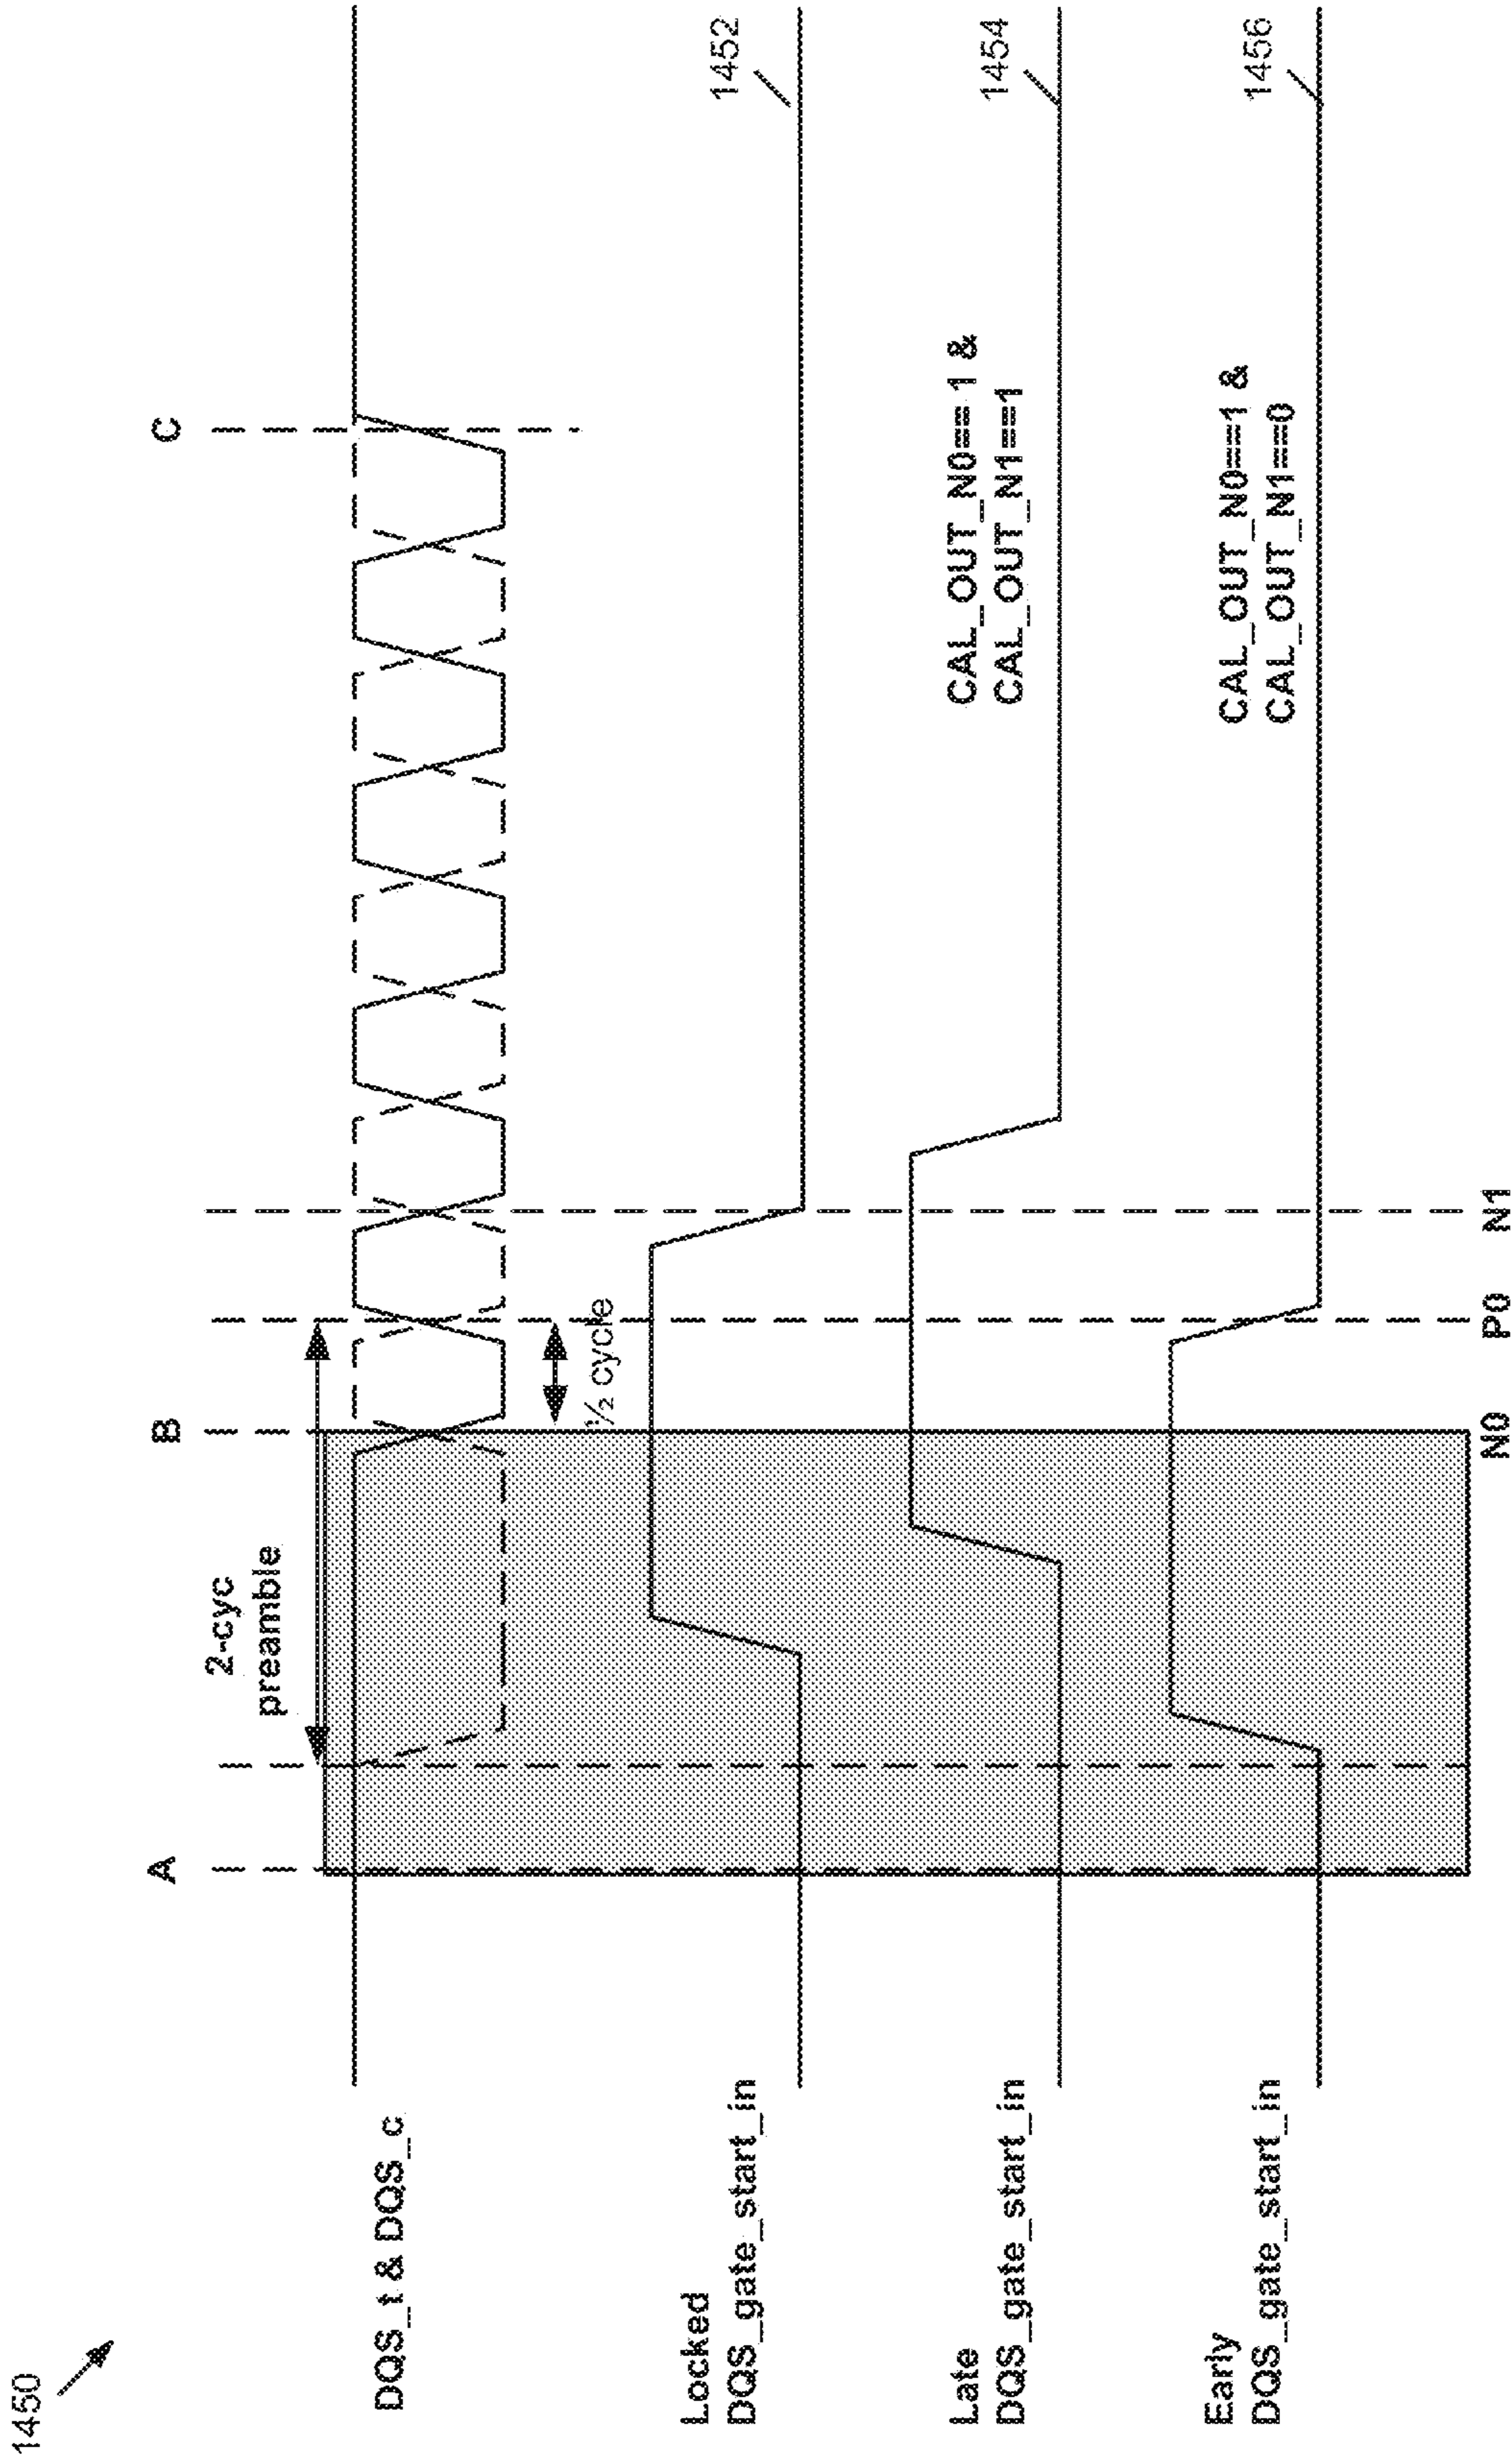 1450
A
B
C
2-cyc
preamble
DQS_t & DQS_c
½ cycle
Locked
DQS_gate_start_in
1452
Late
DQS_gate_start_in
CAL_OUT_N0==1 &
CAL_OUT_N1==1
1454
Early
DQS_gate_start_in
CAL_OUT_N0==1 &
CAL_OUT_N1==0
1456
N0 P0 N1